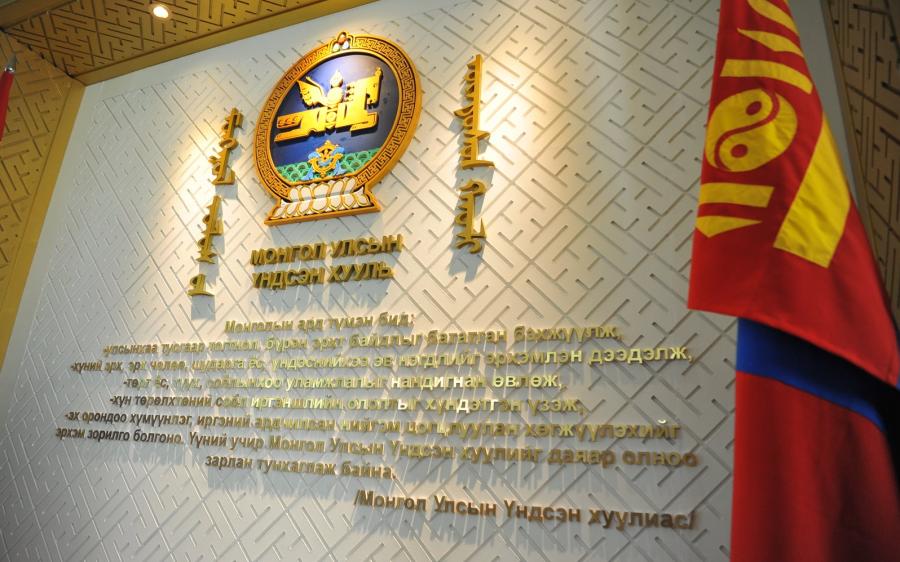 МОНГОЛ УЛСЫН
ҮНДСЭН ХУУЛЬ
Монголын ард түмэн бид:
-улсынхаа тусгаар тогтнол, бүрэн эрхт байдлыг бататган бэхжүүлж,
-хүний эрх, эрх чөлөө, шударга ёс, үндэснийхээ эв нэгдлийг эрхэмлэн дээдэлж,
-төрт ёс, түүх, соёлынхоо уламжлалыг нандигнан өвлөж,
-хүн төрөлхтөний соёл иргэншлийн ололтыг хүндэтгэн үзэж,
-эх орондоо хүмүүнлэг, иргэний ардчилсан нийгэм цогцлуулан хөгжүүлэхийг
эрхэм зорилго болгоно. Үүний учир Монгол Улсын Үндсэн хуулийг даяар олноо
зарлан тунхаглаж байна.
/Монгол Улсын Үндсэн хуулиас/